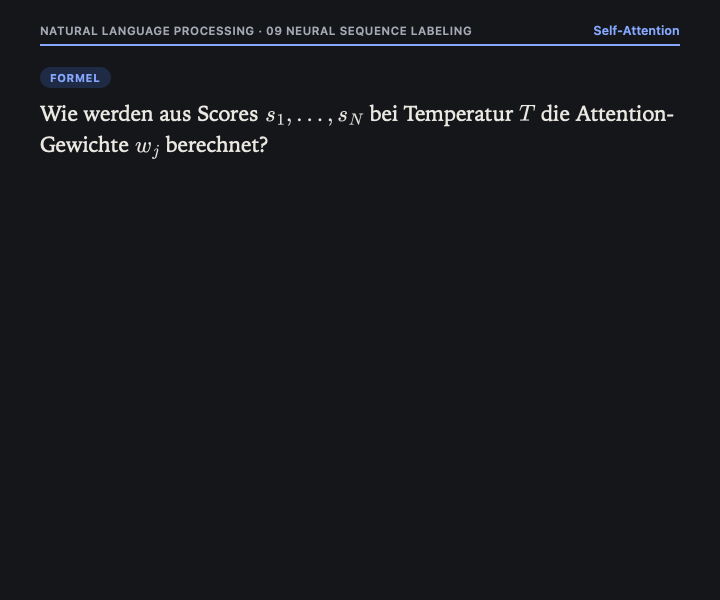 NATURAL LANGUAGE PROCESSING · 09 NEURAL SEQUENCE LABELING
Self-Attention
FORMEL
Wie werden aus Scores s₁, . . . , s_N bei Temperatur T die Attention-
Gewichte w_j berechnet?